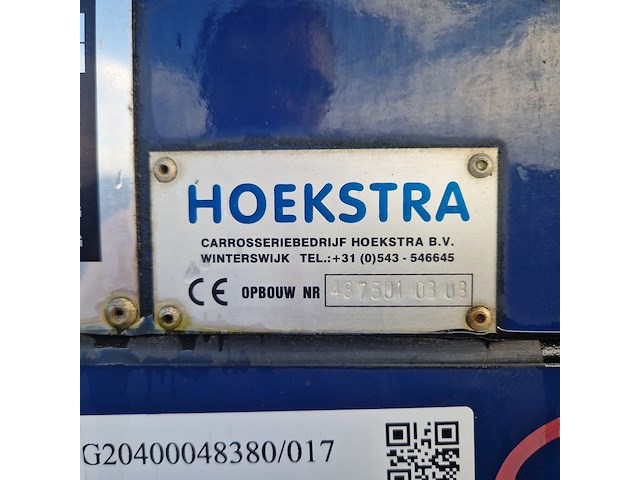 HOEKSTRA
CARROSSERIEBEDRIJF HOEKSTRA B.V.
WINTERSWIJK TEL.:+31 (0)543 - 546645
CE OPBOUW NR 437501 03 03
G20400048380/017